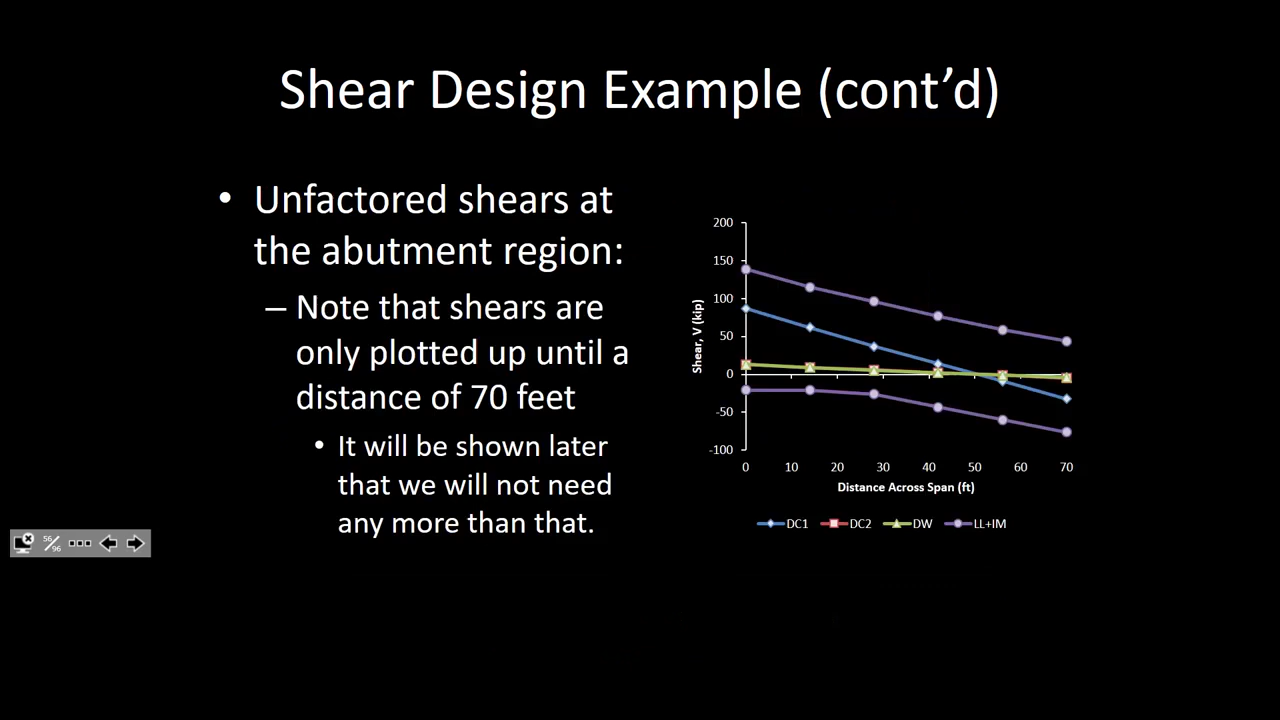 Shear Design Example (cont’d)
• Unfactored shears at
the abutment region:
– Note that shears are
only plotted up until a
distance of 70 feet
• It will be shown later
that we will not need
any more than that.
200
150
100
50
0
-50
-100
Shear, V (kip)
0 10 20 30 40 50 60 70
Distance Across Span (ft)
DC1 DC2 DW LL+IM
56/96